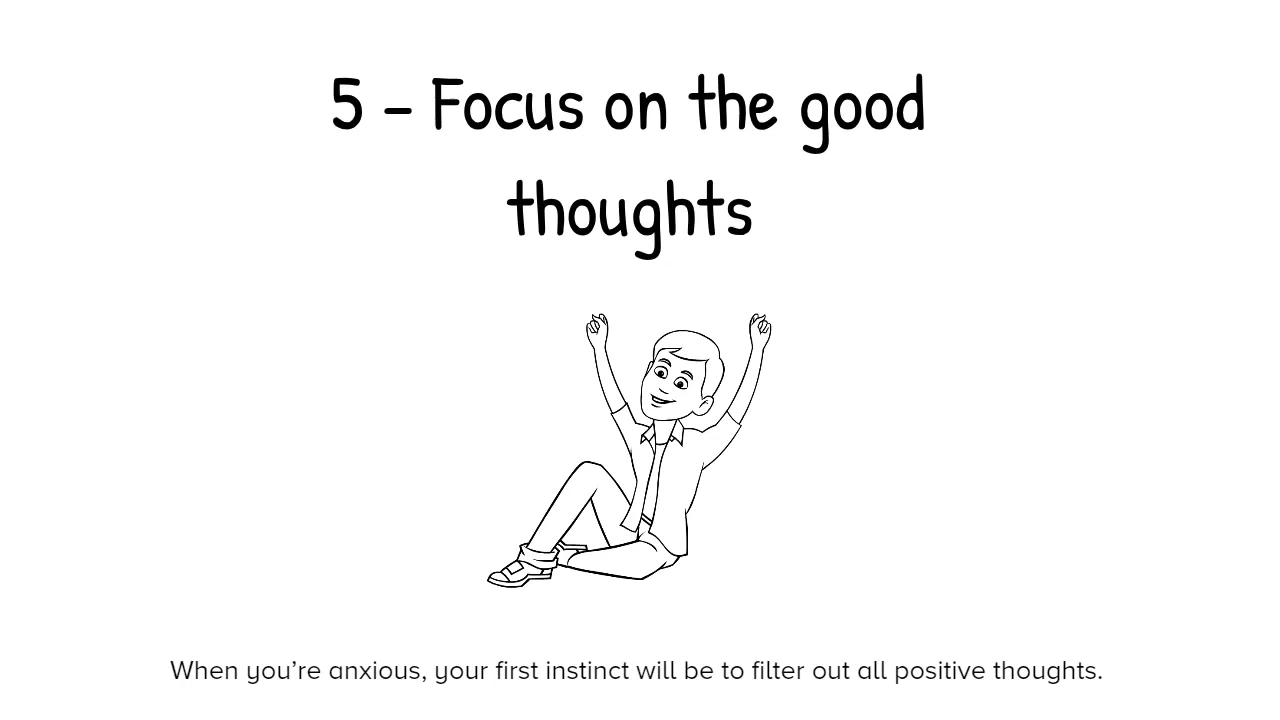 5 – Focus on the good
thoughts
When you’re anxious, your first instinct will be to filter out all positive thoughts.